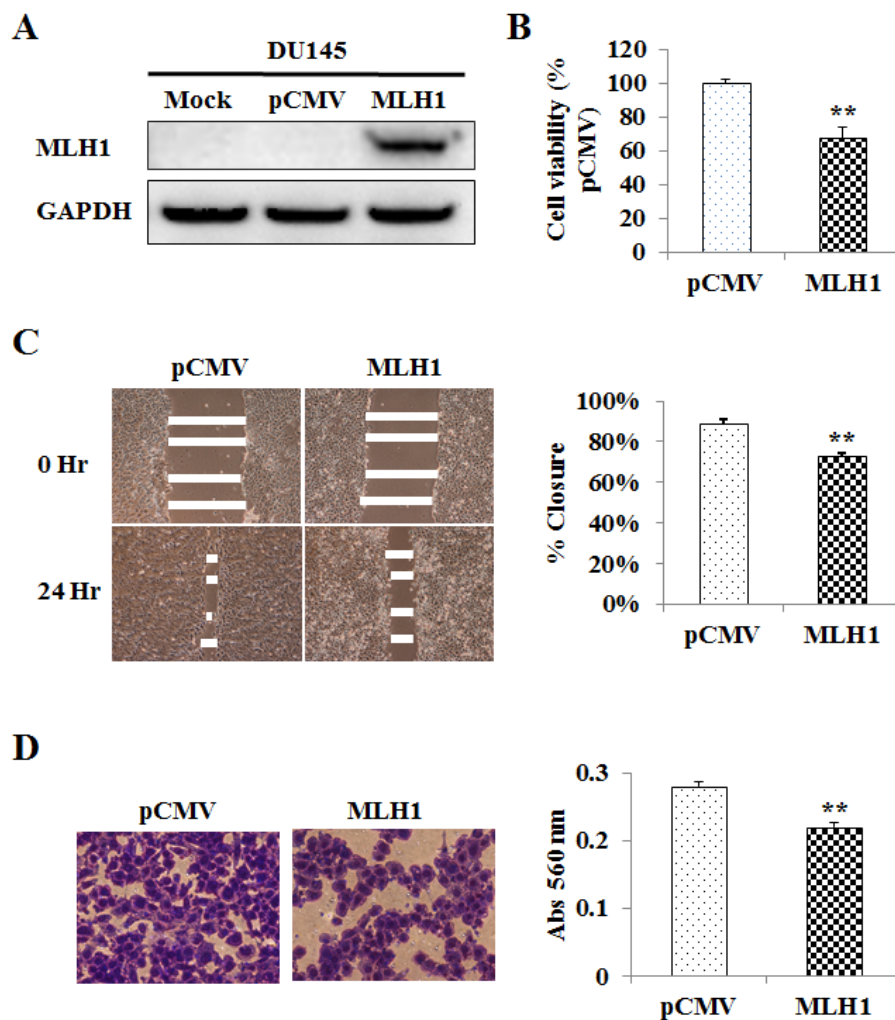 A
DU145
Mock pCMV MLH1
MLH1
GAPDH
B
Cell viability (% pCMV)
120
100
80
60
40
20
0
**
pCMV MLH1
C
pCMV MLH1
0 Hr
24 Hr
% Closure
100%
80%
60%
40%
20%
0%
**
pCMV MLH1
D
pCMV MLH1
Abs 560 nm
0.3
0.2
0.1
0
**
pCMV MLH1